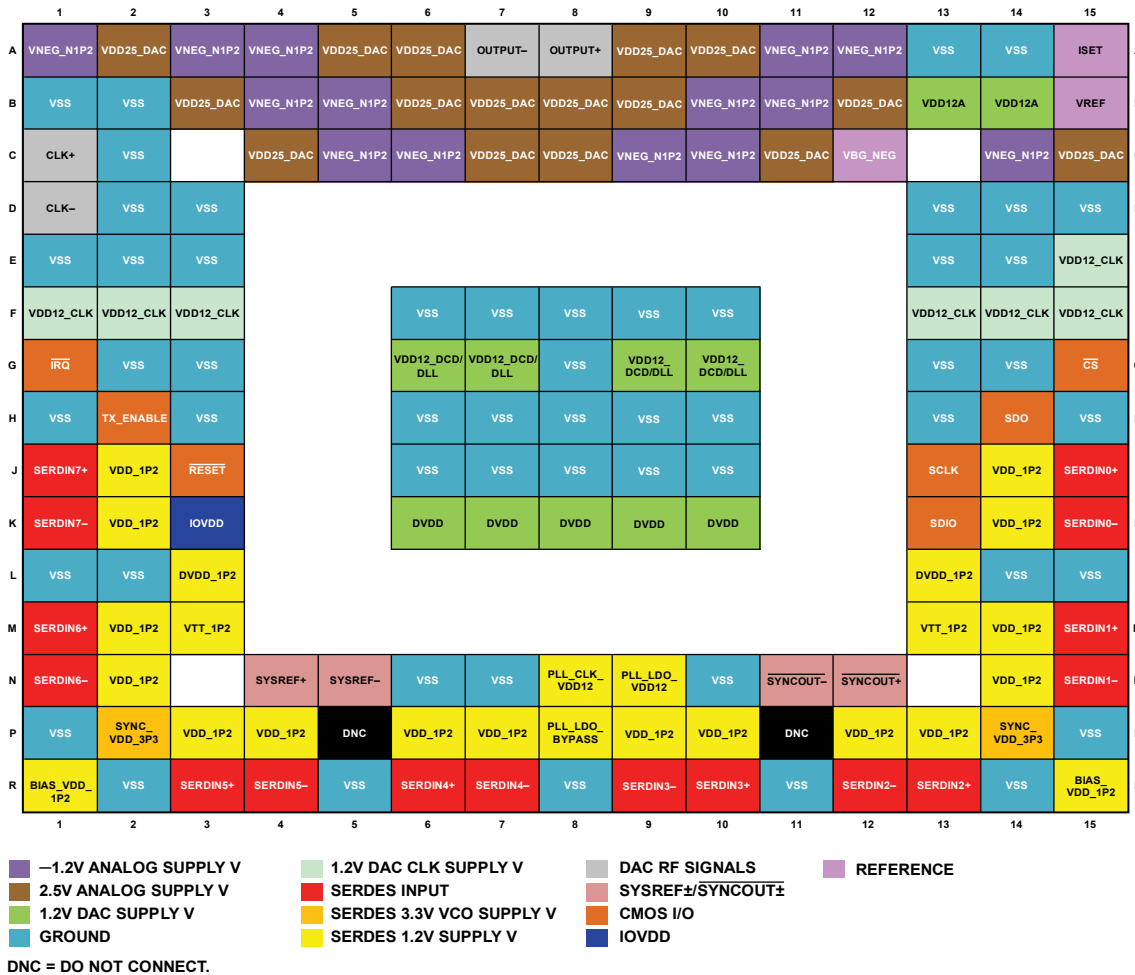 1 2 3 4 5 6 7 8 9 10 11 12 13 14 15
A VNEG_N1P2 VDD25_DAC VNEG_N1P2 VNEG_N1P2 VDD25_DAC VDD25_DAC OUTPUT– OUTPUT+ VDD25_DAC VDD25_DAC VNEG_N1P2 VNEG_N1P2 VSS VSS ISET
B VSS VSS VDD25_DAC VNEG_N1P2 VNEG_N1P2 VDD25_DAC VDD25_DAC VDD25_DAC VDD25_DAC VNEG_N1P2 VNEG_N1P2 VDD25_DAC VDD12A VDD12A VREF
C CLK+ VSS VDD25_DAC VNEG_N1P2 VNEG_N1P2 VDD25_DAC VDD25_DAC VNEG_N1P2 VNEG_N1P2 VDD25_DAC VBG_NEG VNEG_N1P2 VDD25_DAC
D CLK– VSS VSS VSS VSS VSS
E VSS VSS VSS VSS VSS VDD12_CLK
F VDD12_CLK VDD12_CLK VDD12_CLK VSS VSS VSS VSS VSS VDD12_CLK VDD12_CLK VDD12_CLK
G IRQ VSS VSS VDD12_DCD/ VDD12_DCD/ VSS VDD12_ VDD12_ VSS VSS CS
DLL DLL DCD/DLL DCD/DLL
H VSS TX_ENABLE VSS VSS VSS VSS VSS VSS VSS SDO VSS
J SERDIN7+ VDD_1P2 RESET VSS VSS VSS VSS VSS SCLK VDD_1P2 SERDIN0+
K SERDIN7– VDD_1P2 IOVDD DVDD DVDD DVDD DVDD DVDD SDIO VDD_1P2 SERDIN0–
L VSS VSS DVDD_1P2 DVDD_1P2 VSS VSS
M SERDIN6+ VDD_1P2 VTT_1P2 VTT_1P2 VDD_1P2 SERDIN1+
N SERDIN6– VDD_1P2 SYSREF+ SYSREF– VSS VSS PLL_CLK_ PLL_LDO_ VSS SYNCOUT– SYNCOUT+ VDD_1P2 SERDIN1–
VDD12 VDD12
P VSS SYNC_ VDD_1P2 VDD_1P2 DNC VDD_1P2 VDD_1P2 PLL_LDO_ VDD_1P2 VDD_1P2 DNC VDD_1P2 VDD_1P2 SYNC_ VSS
VDD_3P3 BYPASS VDD_3P3
R BIAS_VDD_ VSS SERDIN5+ SERDIN5– VSS SERDIN4+ SERDIN4– VSS SERDIN3– SERDIN3+ VSS SERDIN2– SERDIN2+ VSS BIAS_
1P2 VDD_1P2
1 2 3 4 5 6 7 8 9 10 11 12 13 14 15
–1.2V ANALOG SUPPLY V 1.2V DAC CLK SUPPLY V DAC RF SIGNALS REFERENCE
2.5V ANALOG SUPPLY V SERDES INPUT SYSREF±/SYNCOUT±
1.2V DAC SUPPLY V SERDES 3.3V VCO SUPPLY V CMOS I/O
GROUND SERDES 1.2V SUPPLY V IOVDD
DNC = DO NOT CONNECT.